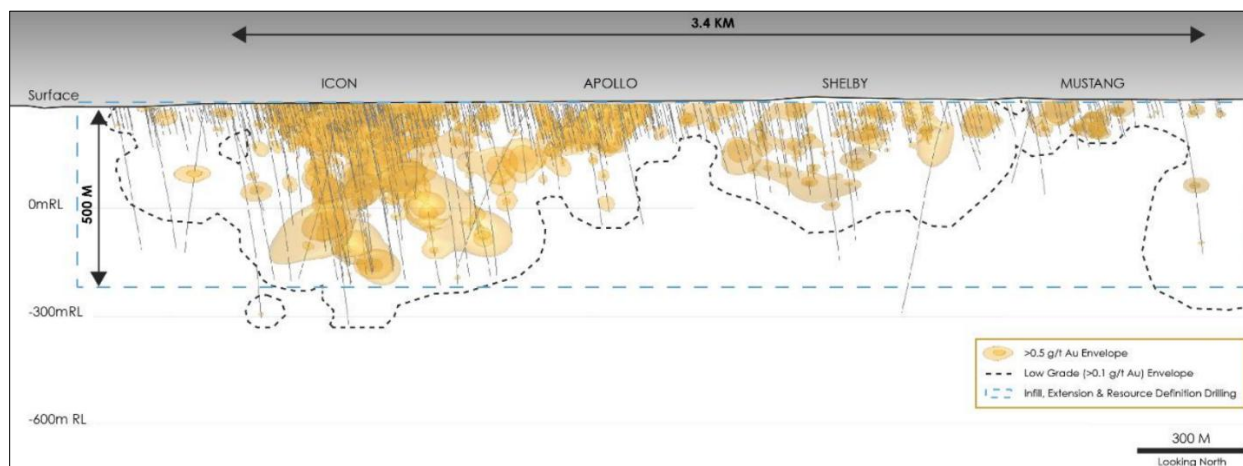 3.4 KM
ICON
APOLLO
SHELBY
MUSTANG
Surface
500 M
0mRL
-300mRL
-600m RL
>0.5 g/t Au Envelope
Low Grade (>0.1 g/t Au) Envelope
Infill, Extension & Resource Definition Drilling
300 M
Looking North